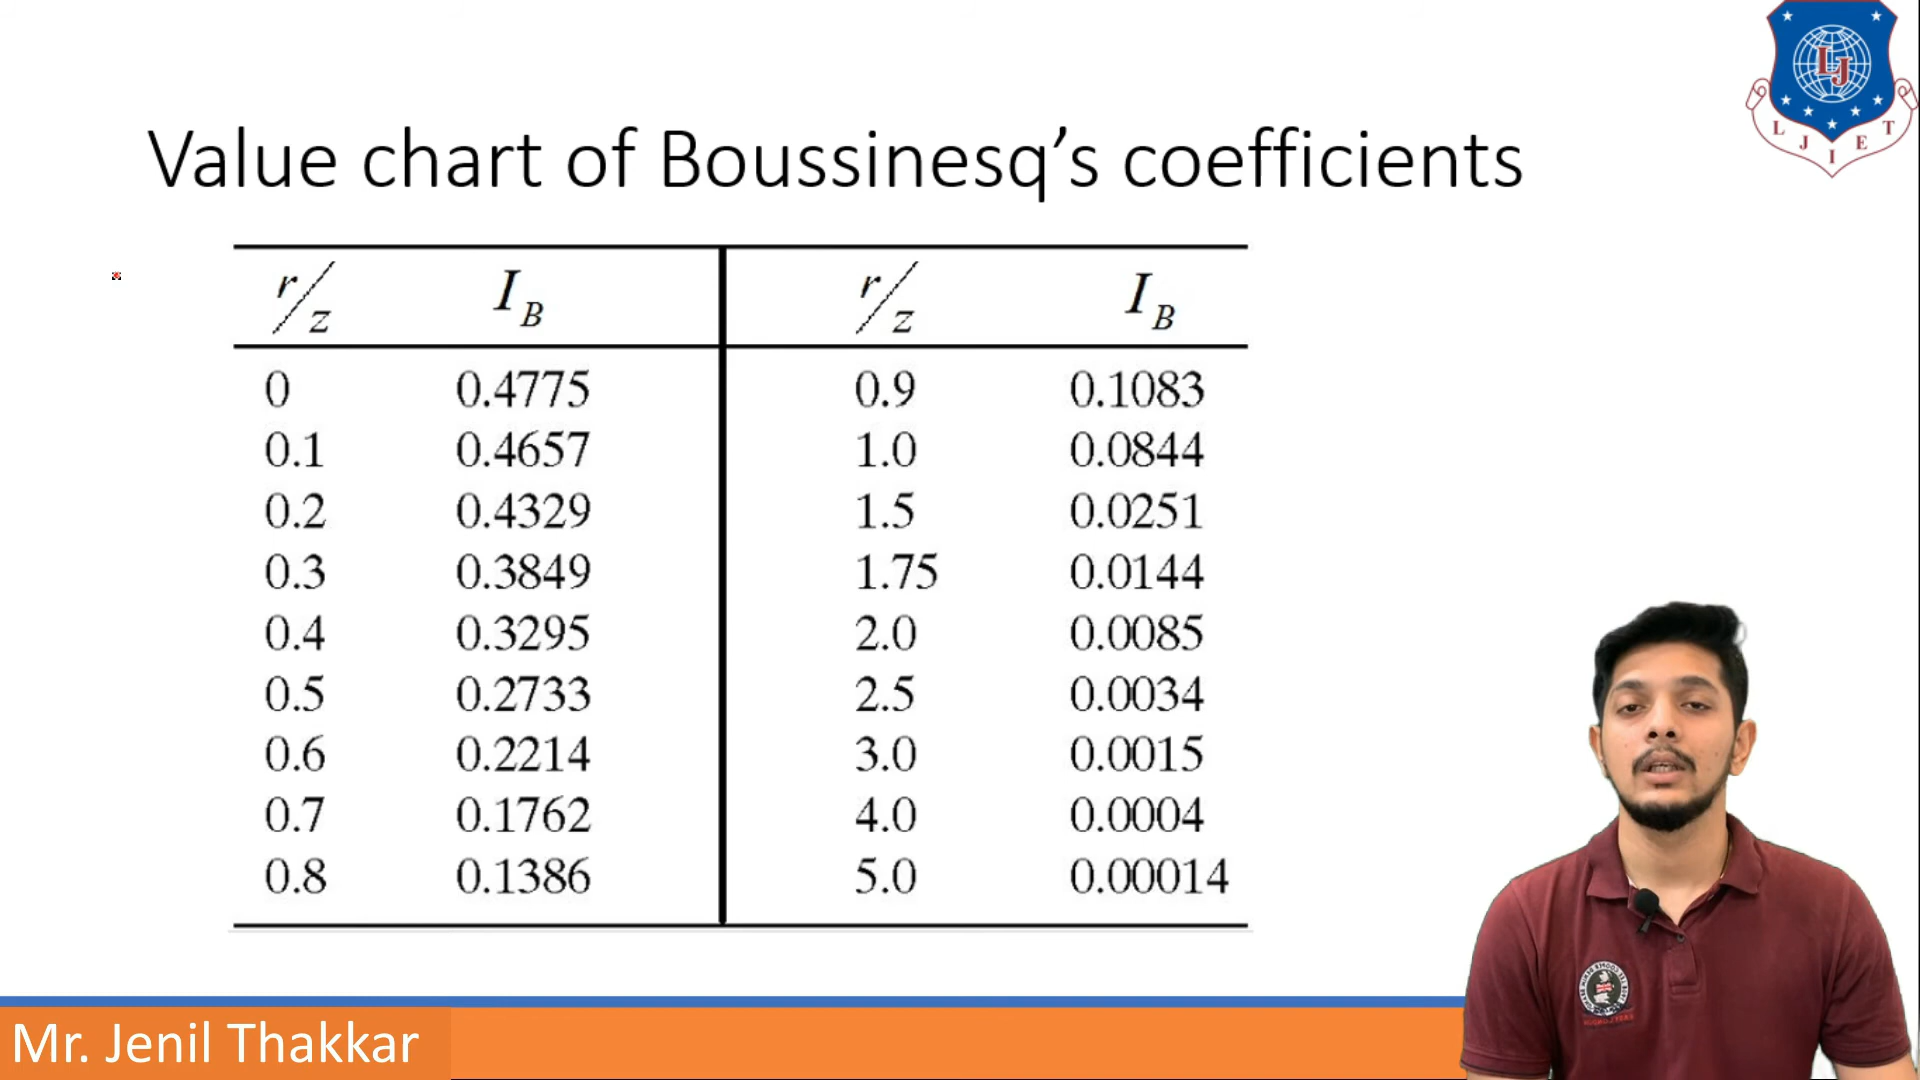 Value chart of Boussinesq’s coefficients
r/z I_B r/z I_B
0 0.4775 0.9 0.1083
0.1 0.4657 1.0 0.0844
0.2 0.4329 1.5 0.0251
0.3 0.3849 1.75 0.0144
0.4 0.3295 2.0 0.0085
0.5 0.2733 2.5 0.0034
0.6 0.2214 3.0 0.0015
0.7 0.1762 4.0 0.0004
0.8 0.1386 5.0 0.00014
LJ
L J I E T
Mr. Jenil Thakkar